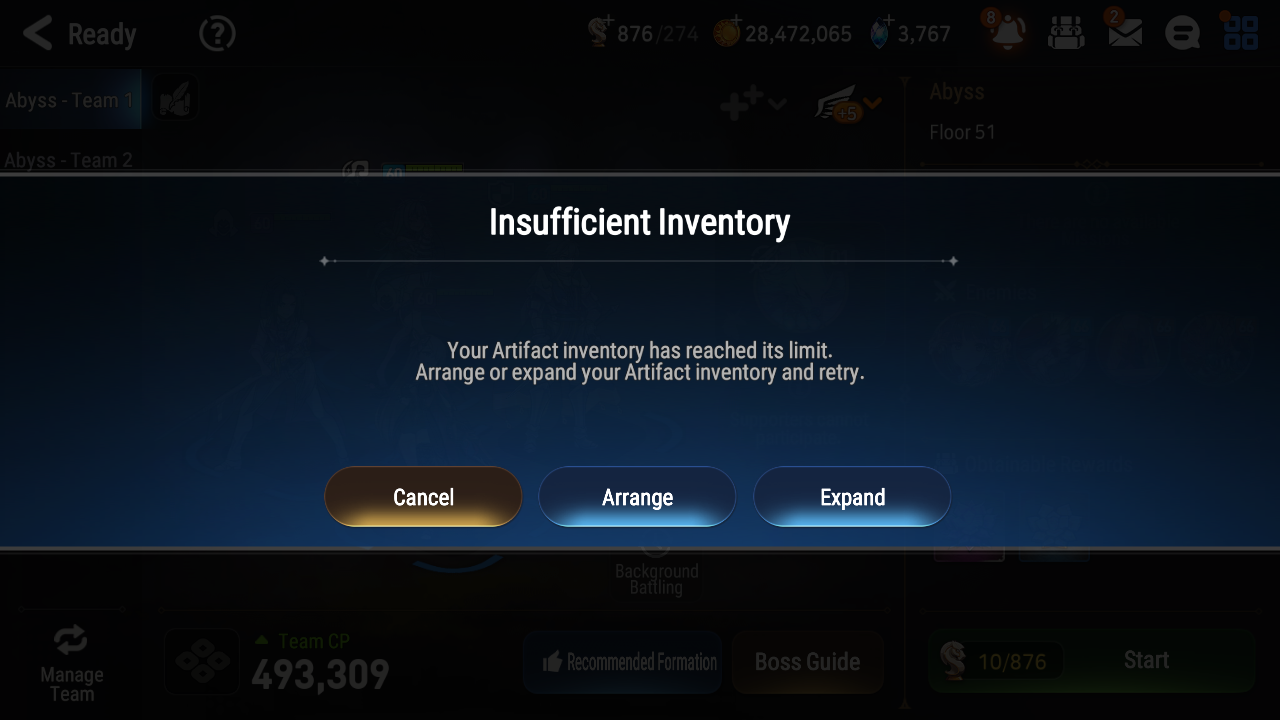 Ready
876/274
28,472,065
3,767
8
2
Abyss - Team 1
+5
Abyss
Floor 51
Abyss - Team 2
60
Insufficient Inventory
Your Artifact inventory has reached its limit.
Arrange or expand your Artifact inventory and retry.
Cancel
Arrange
Expand
Background
Battling
Manage
Team
Team CP
493,309
Recommended Formation
Boss Guide
10/876
Start